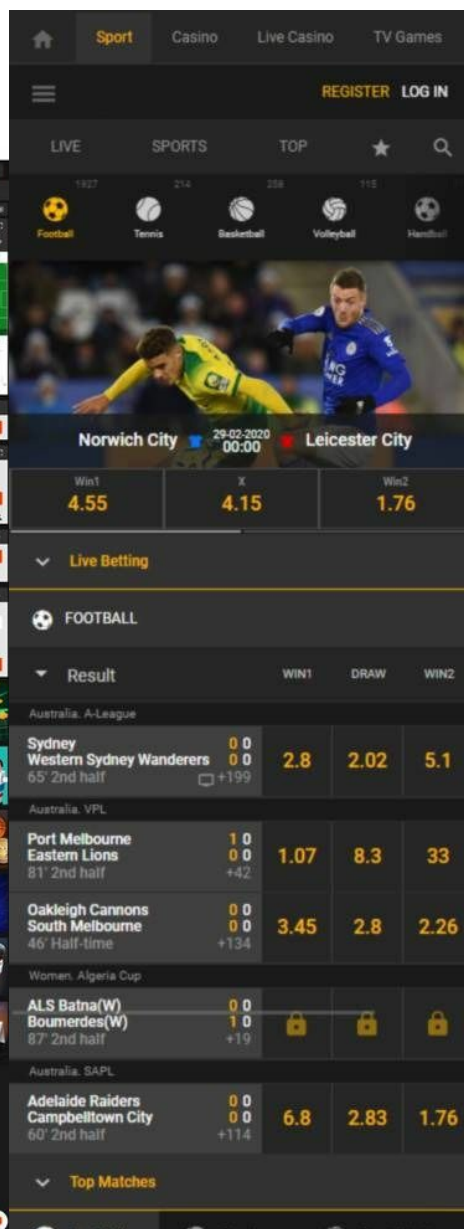 Sport Casino Live Casino TV Games
REGISTER LOG IN
LIVE SPORTS TOP
1927 214 258 115
Football Tennis Basketball Volleyball Handball
Norwich City 29-02-2020 00:00 Leicester City
Win1 X Win2
4.55 4.15 1.76
Live Betting
FOOTBALL
Result WIN1 DRAW WIN2
Australia. A-League
Sydney 0 0
Western Sydney Wanderers 0 0
65' 2nd half +199
2.8 2.02 5.1
Australia. VPL
Port Melbourne 1 0
Eastern Lions 0 0
81' 2nd half +42
1.07 8.3 33
Oakleigh Cannons 0 0
South Melbourne 0 0
46' Half-time +134
3.45 2.8 2.26
Women. Algeria Cup
ALS Batna(W) 0 0
Boumerdes(W) 1 0
87' 2nd half +19
Australia. SAPL
Adelaide Raiders 0 0
Campbelltown City 0 0
60' 2nd half +114
6.8 2.83 1.76
Top Matches